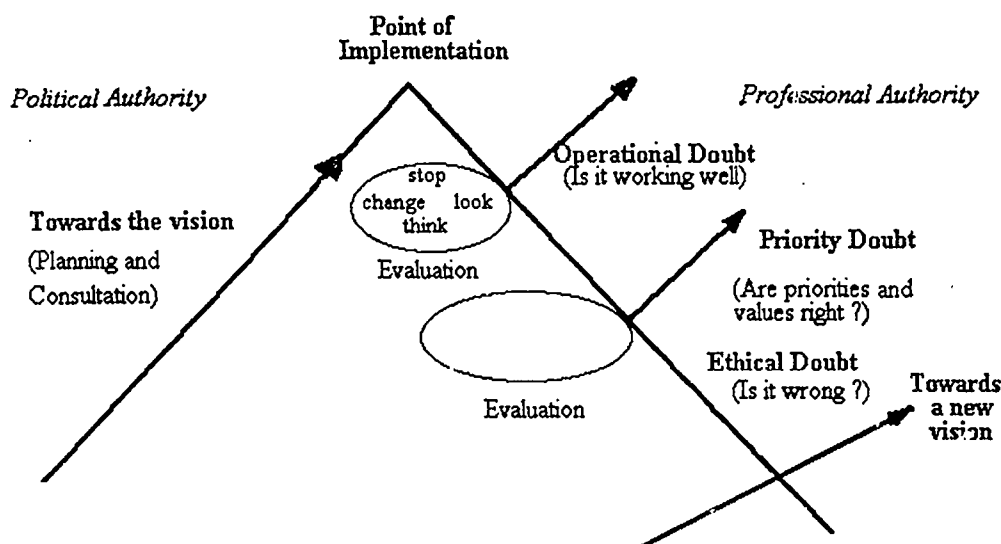 Point of
Implementation
Political Authority
Professional Authority
Operational Doubt
(Is it working well)
stop
change look
think
Evaluation
Towards the vision
(Planning and
Consultation)
Priority Doubt
(Are priorities and
values right ?)
Evaluation
Ethical Doubt
(Is it wrong ?)
Towards
a new
vision